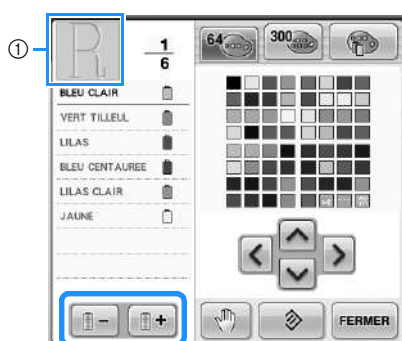 ①
R
1
6
64
300
BLEU CLAIR
VERT TILLEUL
LILAS
BLEU CENTAUREE
LILAS CLAIR
JAUNE
- +
FERMER